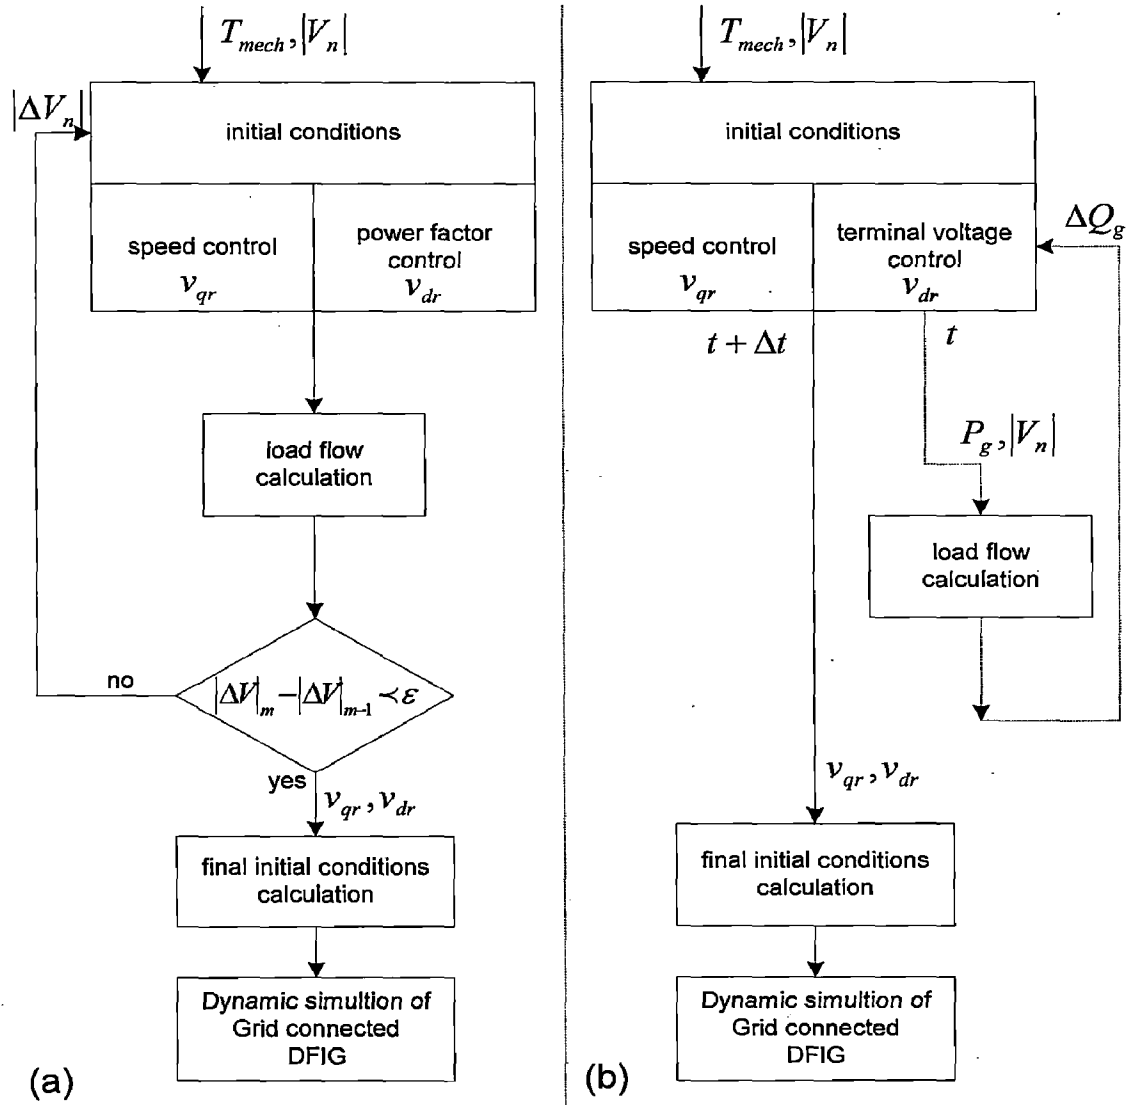 T_mech, |V_n|
|ΔV_n|
initial conditions
speed control
v_qr
power factor
control
v_dr
load flow
calculation
no
|ΔV|_m − |ΔV|_m-1 ≺ ε
yes
v_qr, v_dr
final initial conditions
calculation
Dynamic simultion of
Grid connected
DFIG
(a)
T_mech, |V_n|
initial conditions
speed control
v_qr
terminal voltage
control
v_dr
ΔQ_g
t + Δt
t
P_g, |V_n|
load flow
calculation
v_qr, v_dr
final initial conditions
calculation
Dynamic simultion of
Grid connected
DFIG
(b)